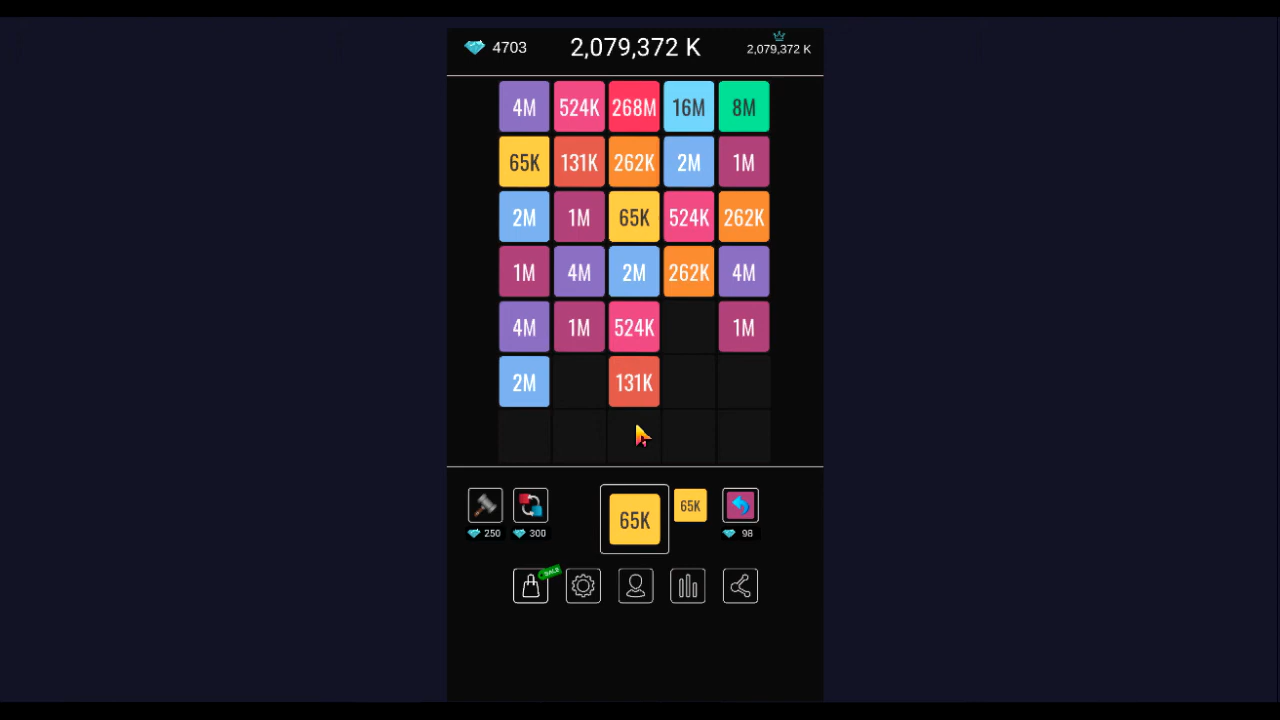 4703 2,079,372 K 2,079,372 K
4M 524K 268M 16M 8M
65K 131K 262K 2M 1M
2M 1M 65K 524K 262K
1M 4M 2M 262K 4M
4M 1M 524K 1M
2M 131K
65K 65K
250 300 98
SALE